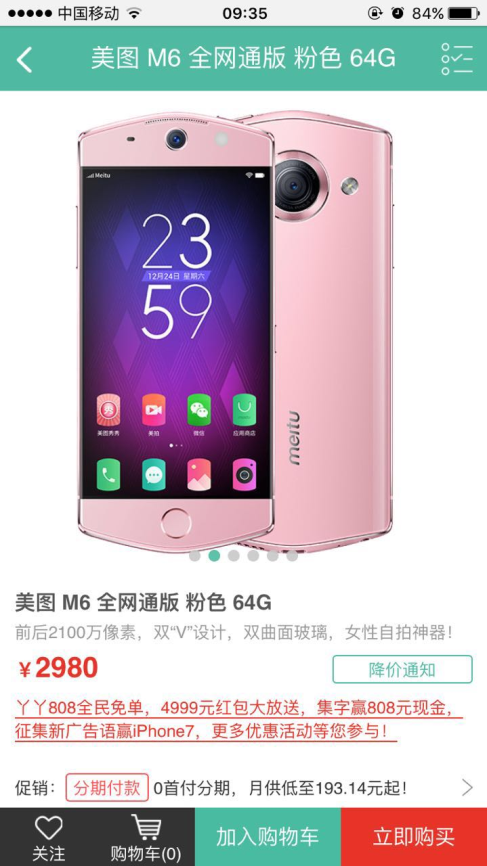 中国移动
09:35
84%
美图 M6 全网通版 粉色 64G
Meitu
23
12月24日 星期六
59
美图秀秀
美拍
微信
应用商店
meitu
美图 M6 全网通版 粉色 64G
前后2100万像素，双“V”设计，双曲面玻璃，女性自拍神器！
¥2980
降价通知
丫丫808全民免单，4999元红包大放送，集字赢808元现金，
征集新广告语赢iPhone7，更多优惠活动等您参与！
促销： 分期付款 0首付分期，月供低至193.14元起！
关注
购物车(0)
加入购物车
立即购买